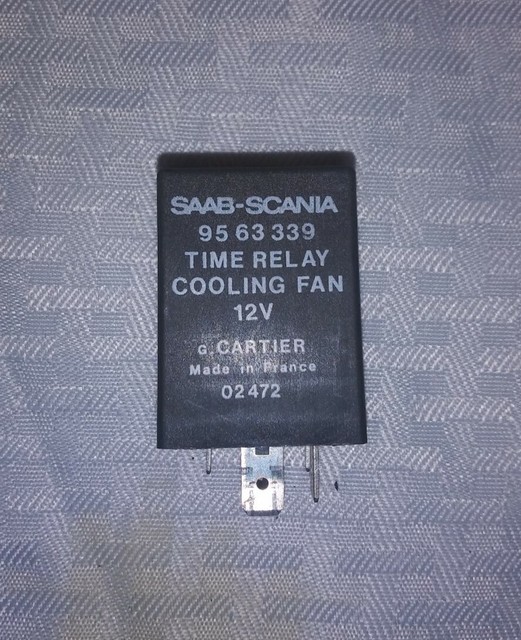 SAAB-SCANIA
95 63 339
TIME RELAY
COOLING FAN
12V
G. CARTIER
Made in France
02472